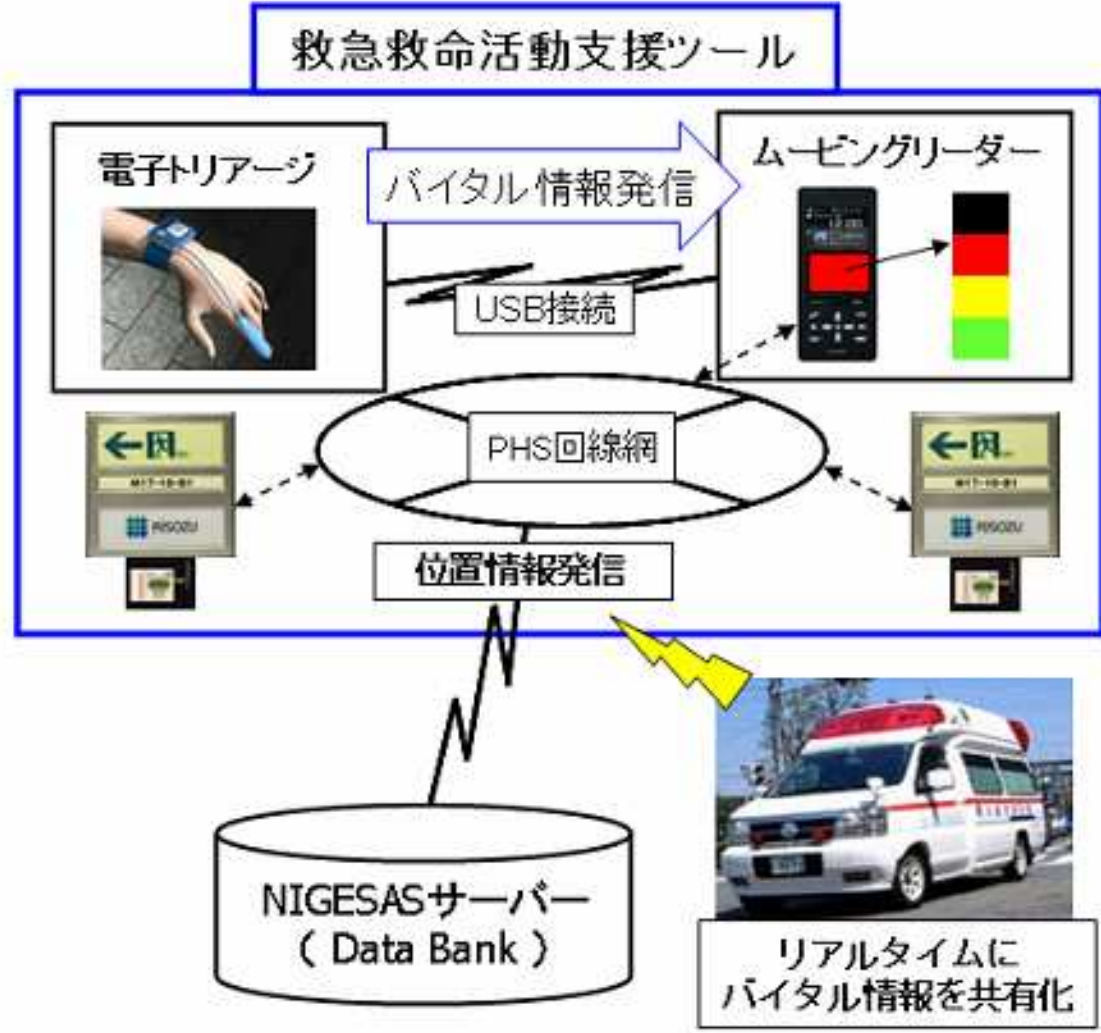 救急救命活動支援ツール
電子トリアージ
バイタル情報発信
ムービングリーダー
USB接続
PHS回線網
位置情報発信
NIGESASサーバー
( Data Bank )
リアルタイムに
バイタル情報を共有化